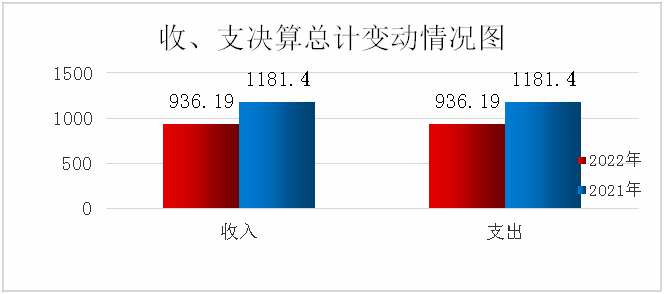 收、支决算总计变动情况图
1500
1000
500
0
936.19
1181.4
936.19
1181.4
收入
支出
2022年
2021年